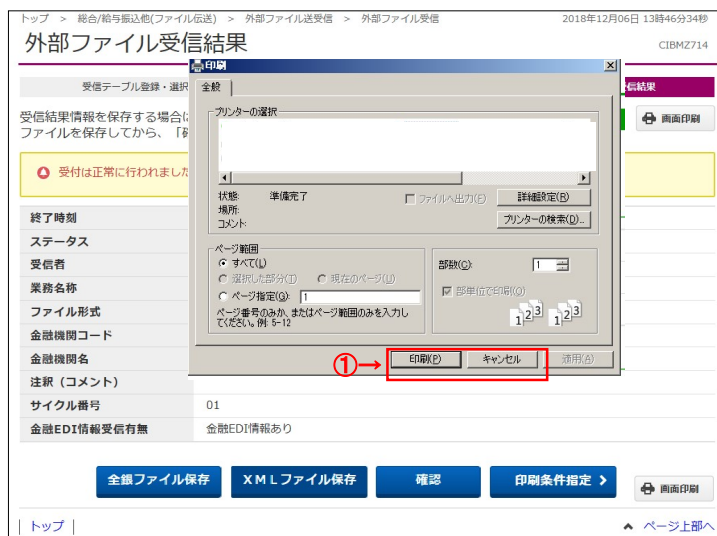 トップ > 総合/給与振込他(ファイル伝送) > 外部ファイル送受信 > 外部ファイル受信
2018年12月06日 13時46分34秒
外部ファイル受信結果
CIBMZ714
受信テーブル登録・選択
信結果
受信結果情報を保存する場合は
ファイルを保存してから、「確
画面印刷
受付は正常に行われました
終了時刻
ステータス
受信者
業務名称
ファイル形式
金融機関コード
金融機関名
注釈（コメント）
サイクル番号 01
金融EDI情報受信有無 金融EDI情報あり
印刷
全般
プリンターの選択
状態: 準備完了
場所:
コメント:
ファイルへ出力(F)
詳細設定(R)
プリンターの検索(D)...
ページ範囲
すべて(L)
選択した部分(T) 現在のページ(U)
ページ指定(G): 1
ページ番号のみか、またはページ範囲のみを入力し
てください。例: 5-12
部数(C): 1
部単位で印刷(O)
1 2 3 1 2 3
①→
印刷(P) キャンセル 適用(A)
全銀ファイル保存 ＸＭＬファイル保存 確認 印刷条件指定 >
画面印刷
トップ
ページ上部へ